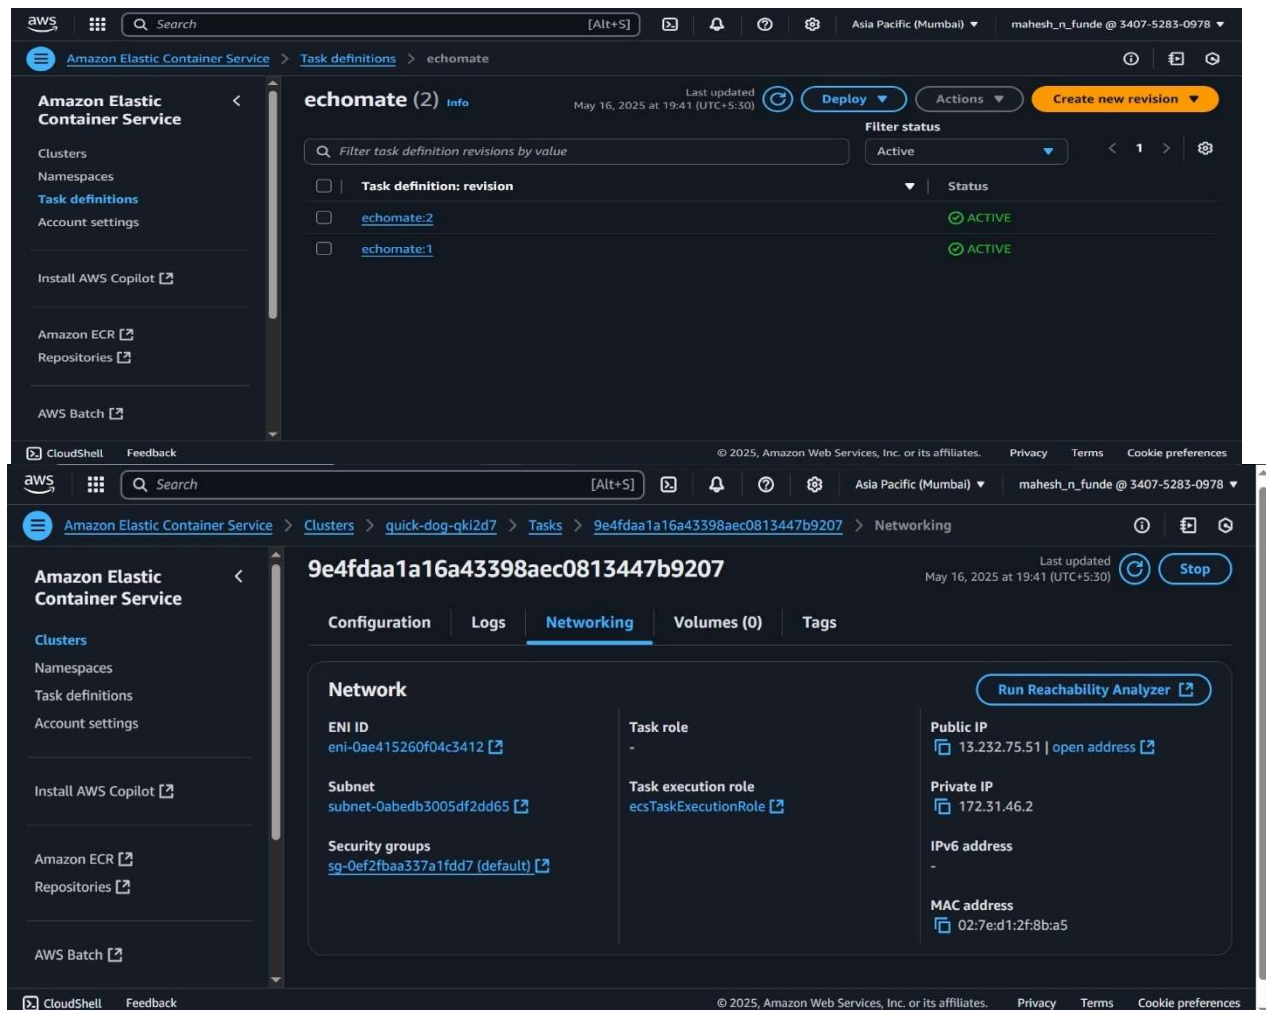 aws
Search [Alt+S] Asia Pacific (Mumbai) ▼ mahesh_n_funde @ 3407-5283-0978 ▼
Amazon Elastic Container Service > Task definitions > echomate
Amazon Elastic
Container Service
Clusters
Namespaces
Task definitions
Account settings
Install AWS Copilot
Amazon ECR
Repositories
AWS Batch
echomate (2) Info
Last updated
May 16, 2025 at 19:41 (UTC+5:30)
Deploy ▼
Actions ▼
Create new revision ▼
Filter status
Filter task definition revisions by value
Active
< 1 >
Task definition: revision ▼ Status
echomate:2 ACTIVE
echomate:1 ACTIVE
CloudShell Feedback © 2025, Amazon Web Services, Inc. or its affiliates. Privacy Terms Cookie preferences
aws
Search [Alt+S] Asia Pacific (Mumbai) ▼ mahesh_n_funde @ 3407-5283-0978 ▼
Amazon Elastic Container Service > Clusters > quick-dog-qki2d7 > Tasks > 9e4fdaa1a16a43398aec0813447b9207 > Networking
Amazon Elastic
Container Service
Clusters
Namespaces
Task definitions
Account settings
Install AWS Copilot
Amazon ECR
Repositories
AWS Batch
9e4fdaa1a16a43398aec0813447b9207
Last updated
May 16, 2025 at 19:41 (UTC+5:30)
Stop
Configuration Logs Networking Volumes (0) Tags
Network
Run Reachability Analyzer
ENI ID
eni-0ae415260f04c3412
Subnet
subnet-0abedb3005df2dd65
Security groups
sg-0ef2fbaa337a1fdd7 (default)
Task role
-
Task execution role
ecsTaskExecutionRole
Public IP
13.232.75.51 | open address
Private IP
172.31.46.2
IPv6 address
-
MAC address
02:7e:d1:2f:8b:a5
CloudShell Feedback © 2025, Amazon Web Services, Inc. or its affiliates. Privacy Terms Cookie preferences